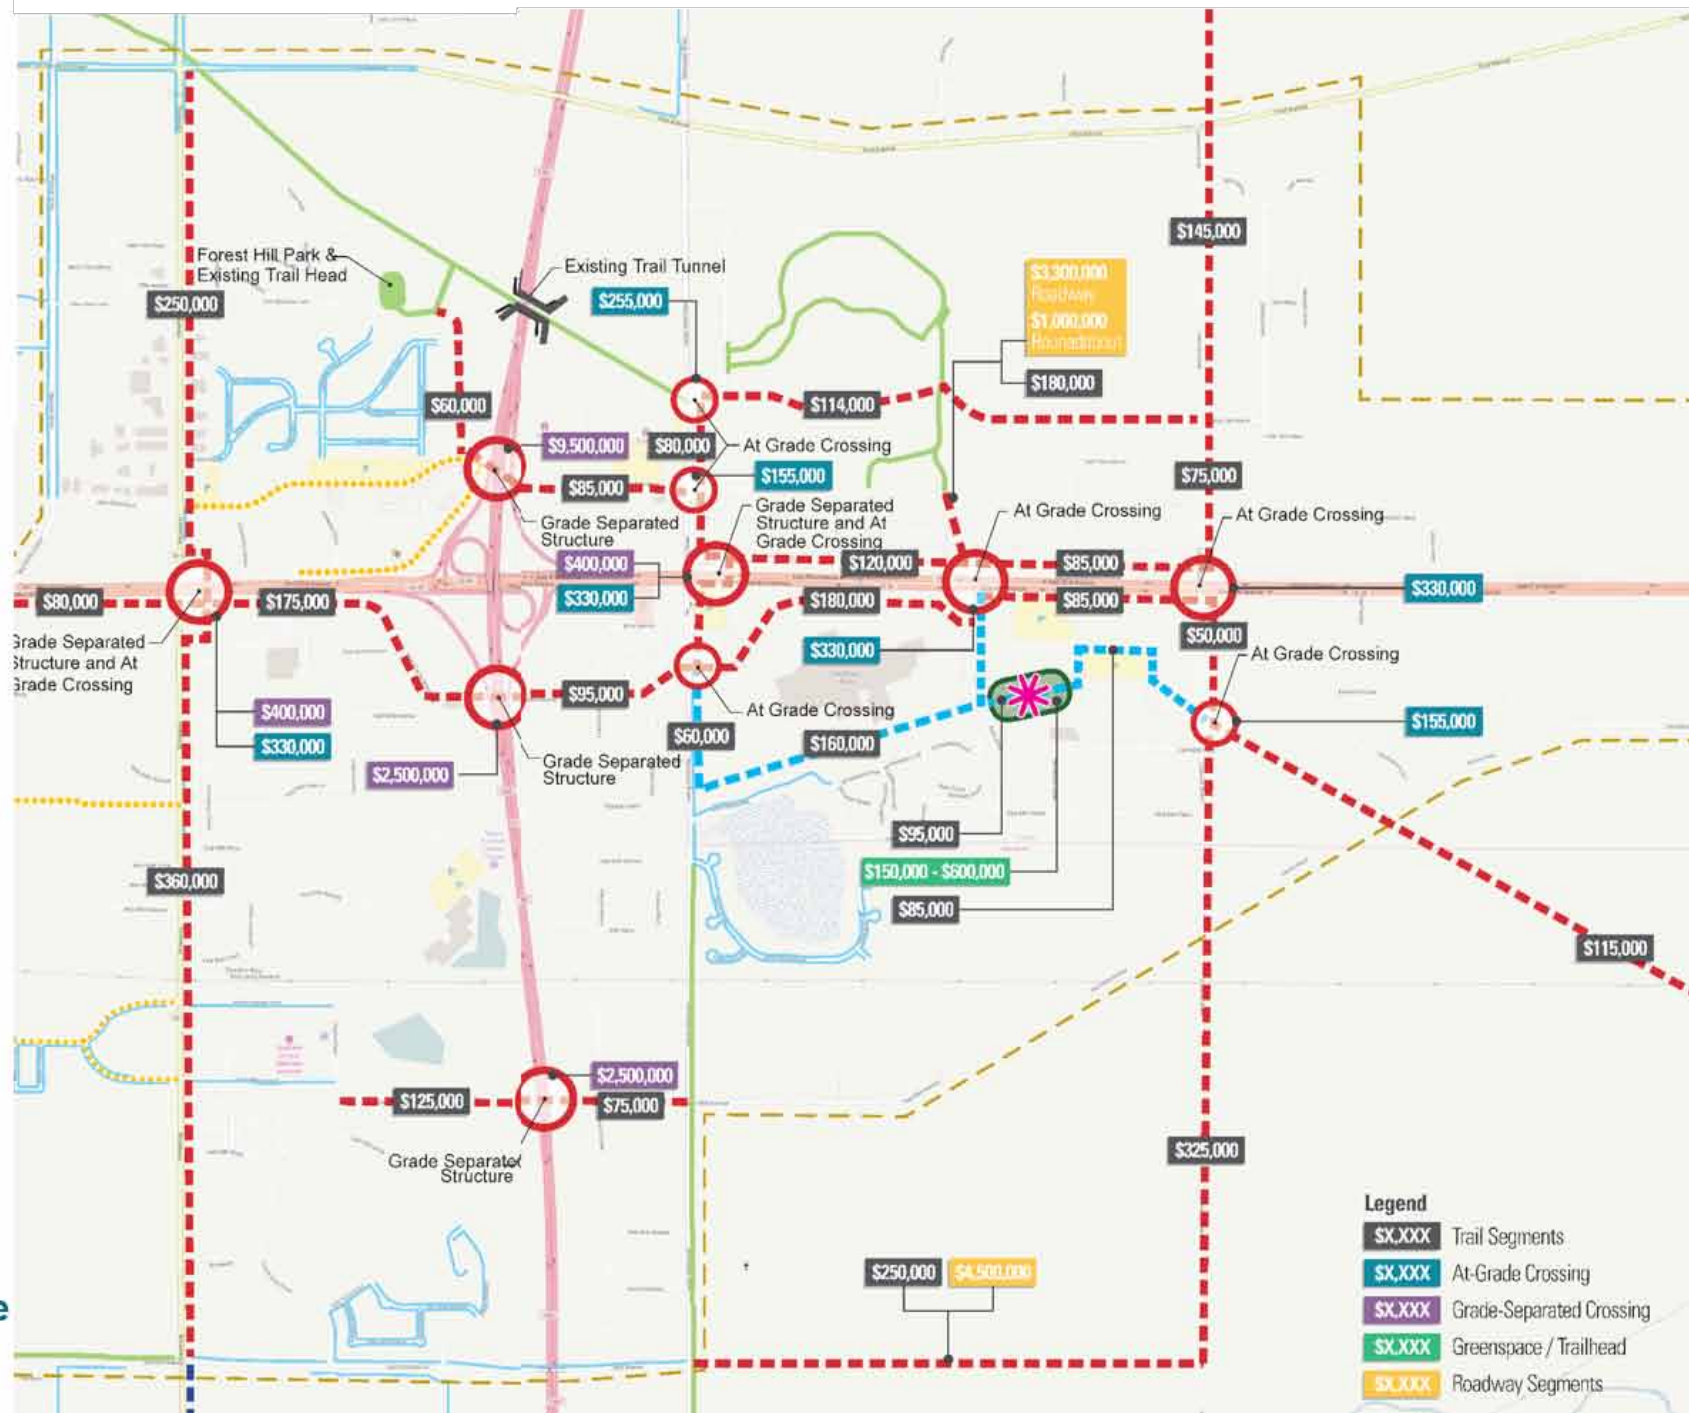 Forest Hill Park &
Existing Trail Head
Existing Trail Tunnel
$145,000
$3,300,000
Roadway
$1,000,000
Roundabout
$255,000
$250,000
$180,000
$60,000
$114,000
$9,500,000
$80,000
At Grade Crossing
$85,000
$155,000
$75,000
Grade Separated
Structure
Grade Separated
Structure and At
Grade Crossing
At Grade Crossing
At Grade Crossing
$400,000
$330,000
$120,000
$85,000
$330,000
$80,000
$175,000
$180,000
$85,000
Grade Separated
Structure and At
Grade Crossing
$330,000
$50,000
At Grade Crossing
$95,000
$400,000
$330,000
At Grade Crossing
$155,000
$60,000
$160,000
Grade Separated
Structure
$2,500,000
$95,000
$150,000 - $600,000
$85,000
$360,000
$115,000
$2,500,000
$125,000
$75,000
Grade Separate
Structure
$325,000
$250,000
$4,500,000
e
Legend
$X,XXX Trail Segments
$X,XXX At-Grade Crossing
$X,XXX Grade-Separated Crossing
$X,XXX Greenspace / Trailhead
$X,XXX Roadway Segments